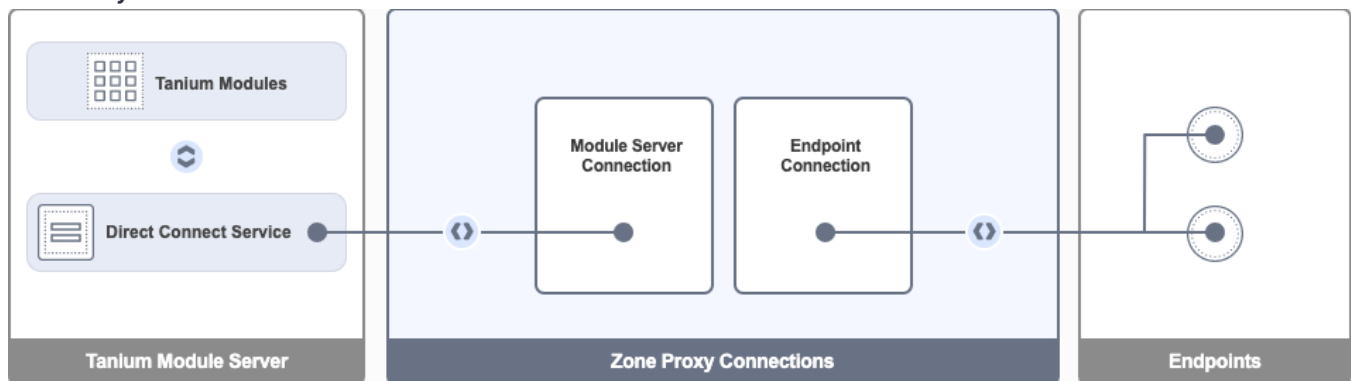 Tanium Modules
Direct Connect Service
Tanium Module Server
Module Server
Connection
Endpoint
Connection
Zone Proxy Connections
Endpoints